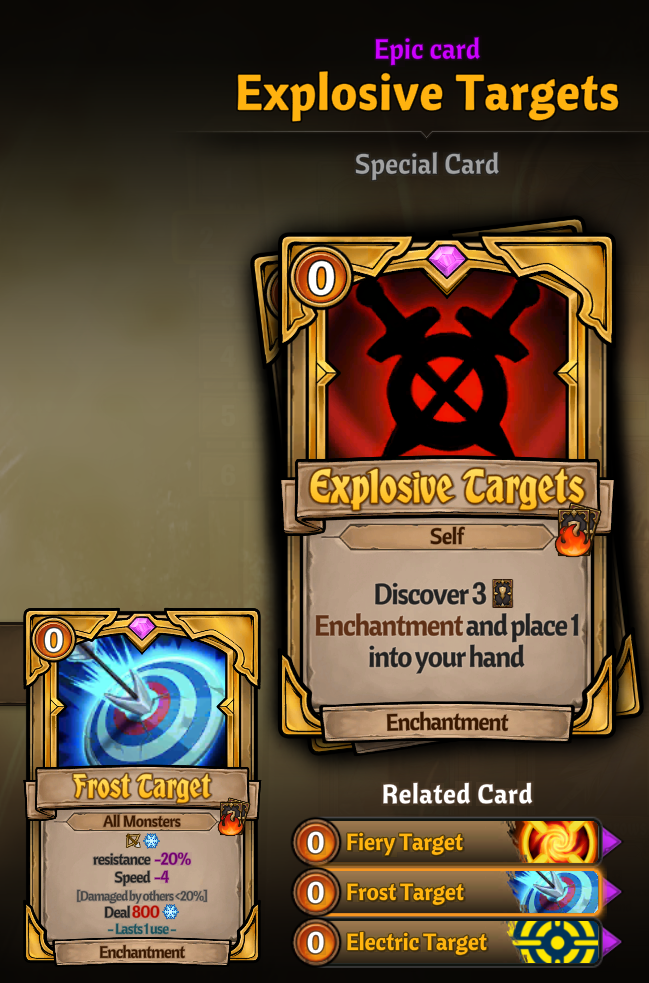 Epic card
Explosive Targets
Special Card
0
Explosive Targets
Self
Discover 3
Enchantment and place 1
into your hand
Enchantment
0
Frost Target
All Monsters
resistance -20%
Speed -4
[Damaged by others <20%]
Deal 800
- Lasts 1 use -
Enchantment
Related Card
0 Fiery Target
0 Frost Target
0 Electric Target